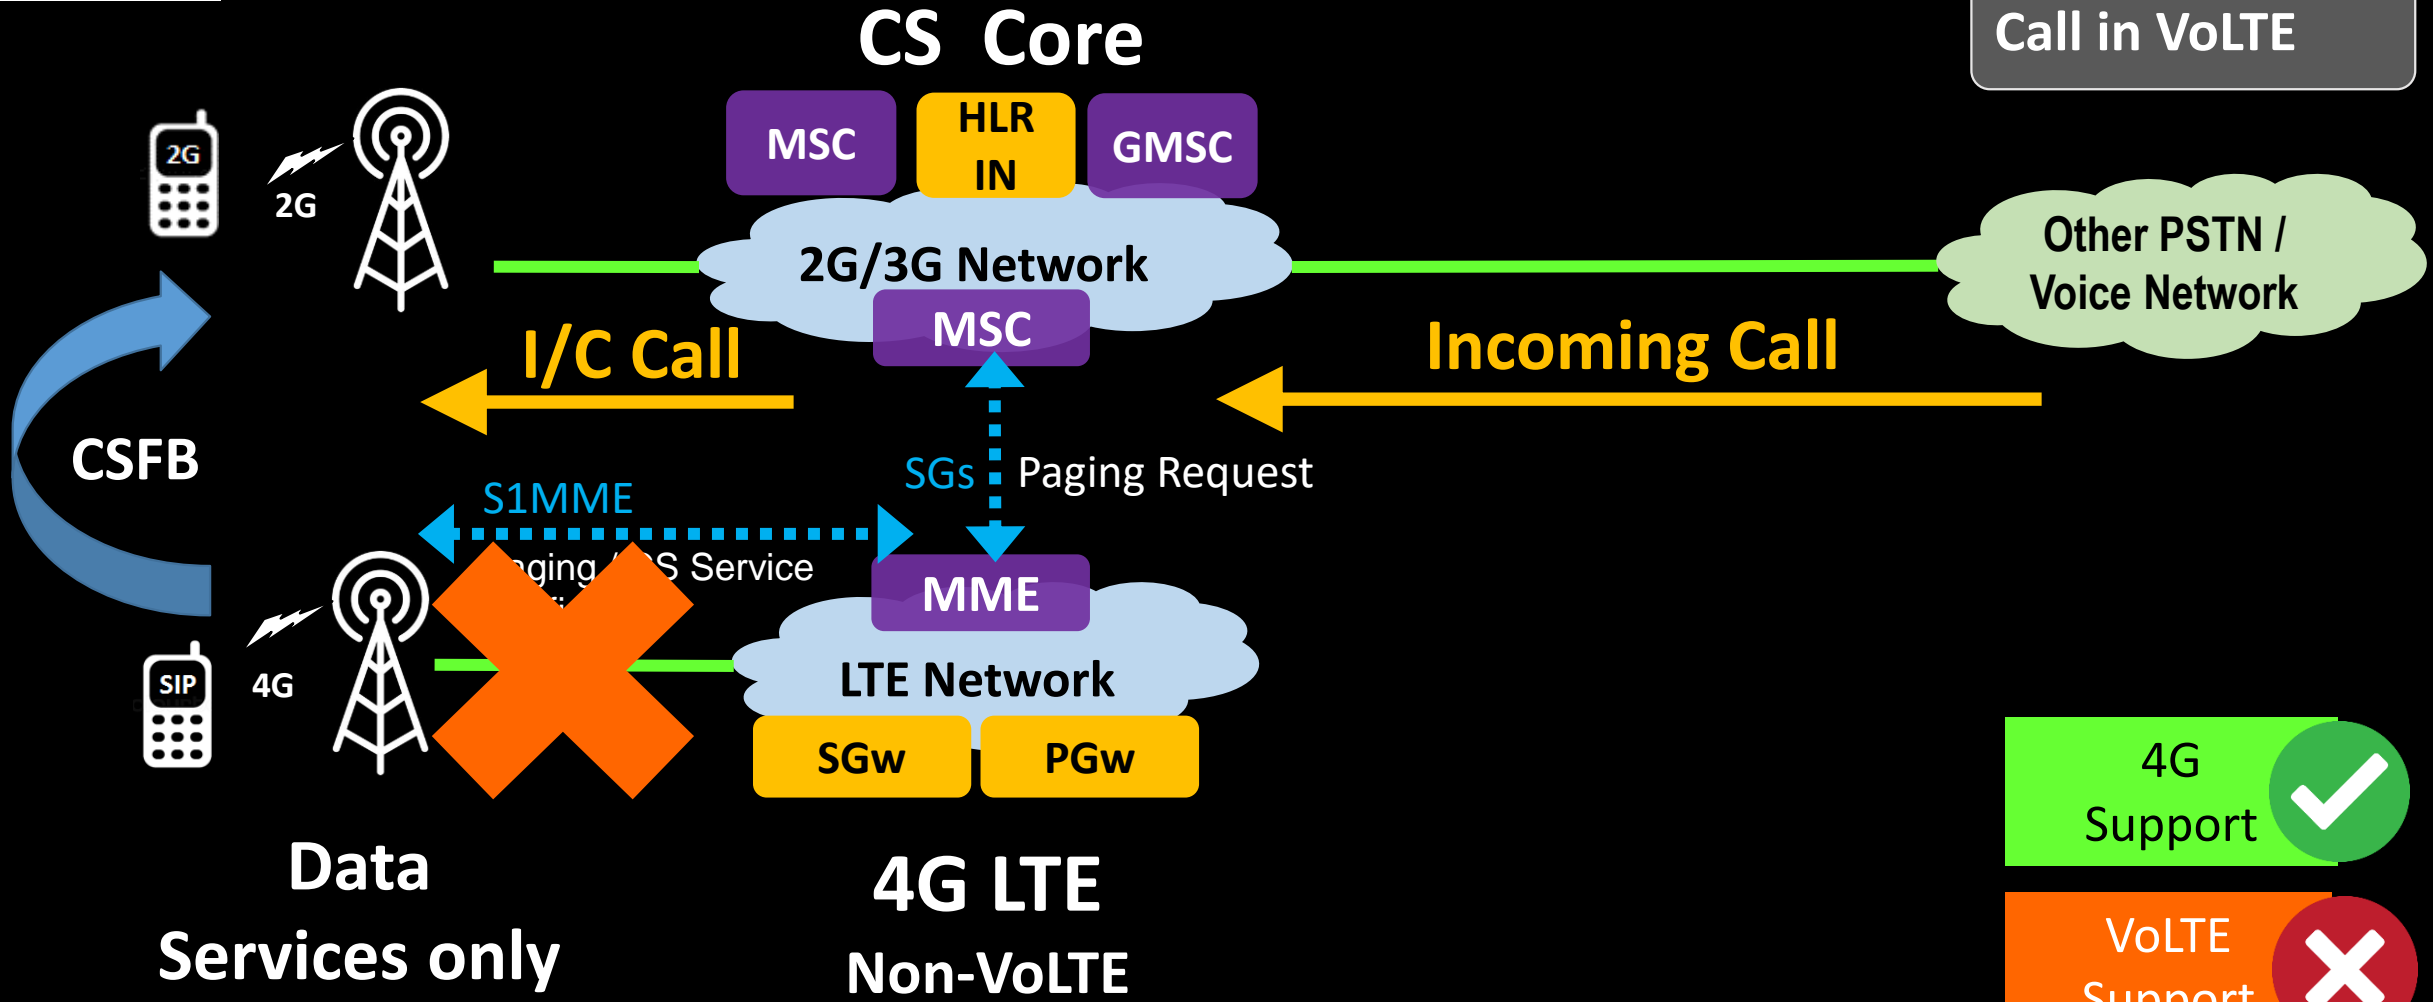 CS Core
Call in VoLTE
MSC
HLR
IN
GMSC
2G
2G
2G/3G Network
MSC
Other PSTN /
Voice Network
I/C Call
Incoming Call
CSFB
SGs
Paging Request
S1MME
Service
MME
SIP
4G
LTE Network
SGw
PGw
4G
Support
Data
Services only
4G LTE
Non-VoLTE
VoLTE
Support